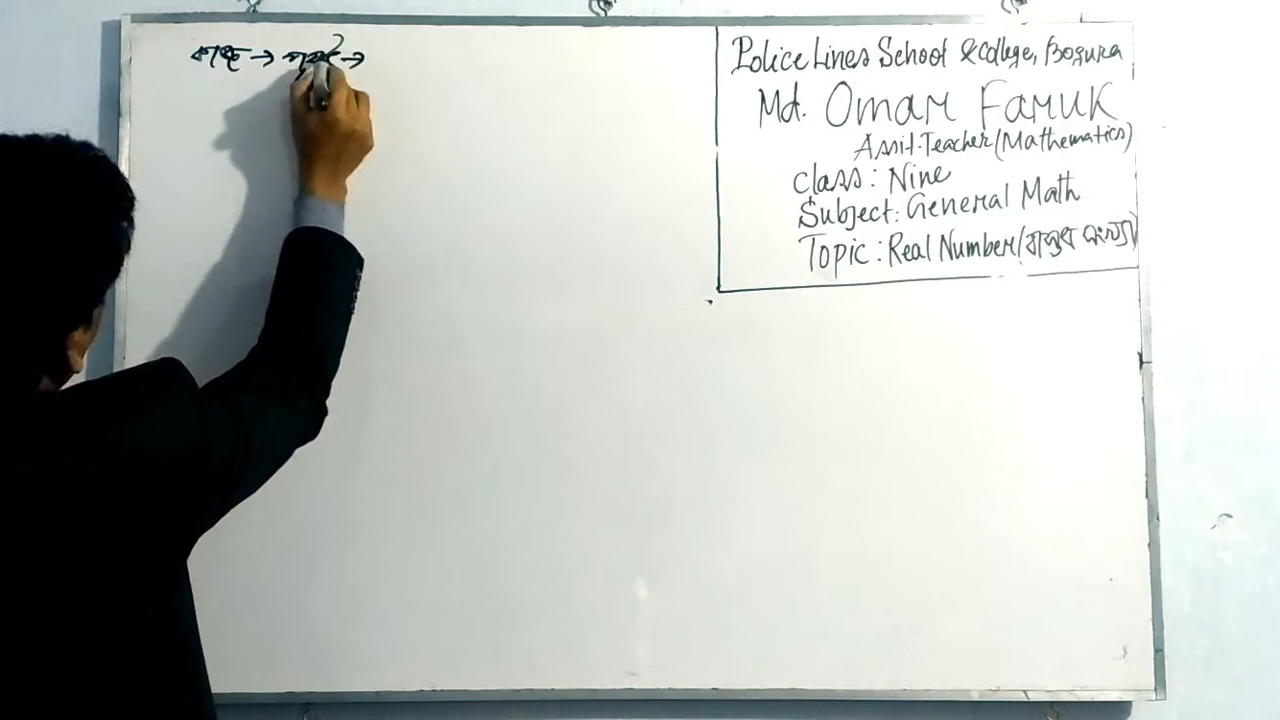 → →
Police Lines School & College, Bogura
Md. Omar Faruk
Assit. Teacher (Mathematics)
Class: Nine
Subject: General Math
Topic: Real Number/(বাস্তব সংখ্যা)